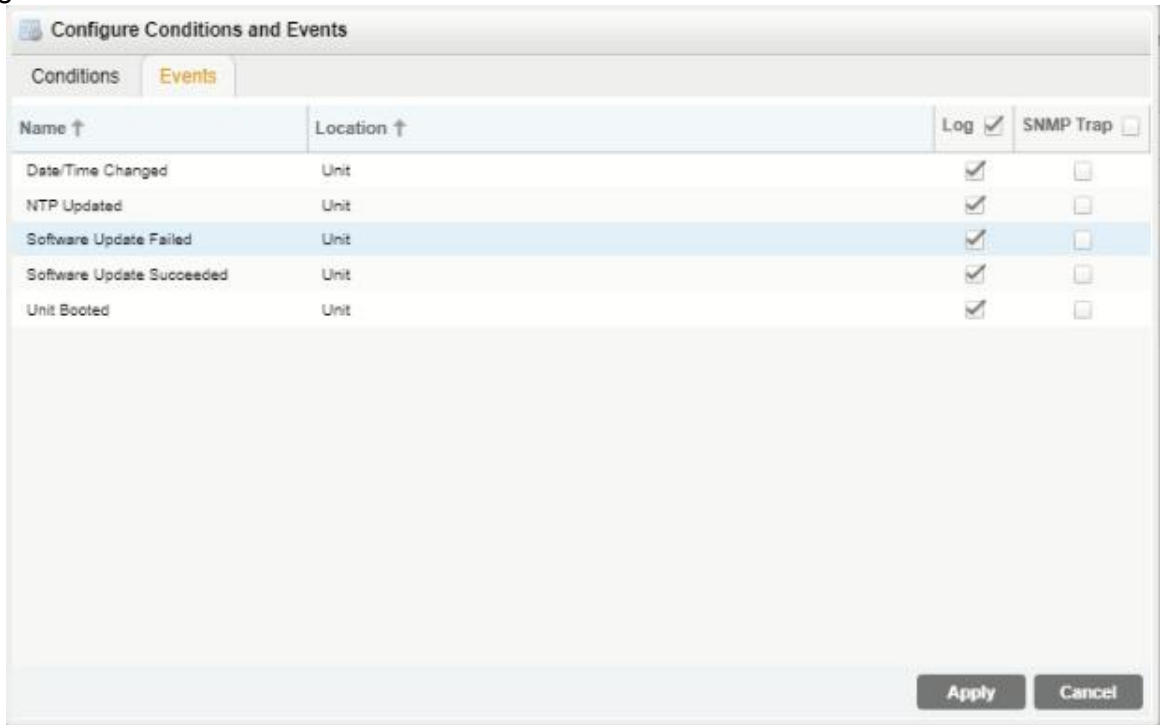 Configure Conditions and Events
Conditions Events
Name ↑ Location ↑ Log SNMP Trap
Date/Time Changed Unit
NTP Updated Unit
Software Update Failed Unit
Software Update Succeeded Unit
Unit Booted Unit
Apply Cancel